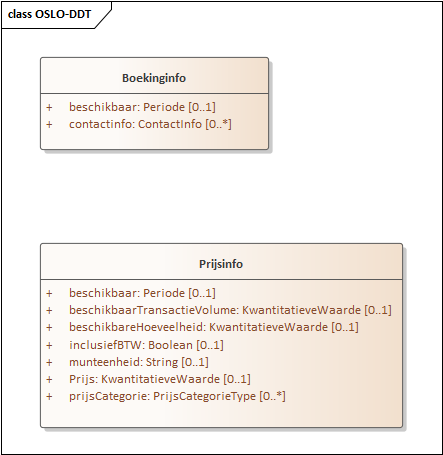 class OSLO-DDT
Boekinginfo
+ beschikbaar: Periode [0..1]
+ contactinfo: ContactInfo [0..*]
Prijsinfo
+ beschikbaar: Periode [0..1]
+ beschikbaarTransactieVolume: KwantitatieveWaarde [0..1]
+ beschikbareHoeveelheid: KwantitatieveWaarde [0..1]
+ inclusiefBTW: Boolean [0..1]
+ munteenheid: String [0..1]
+ Prijs: KwantitatieveWaarde [0..1]
+ prijsCategorie: PrijsCategorieType [0..*]